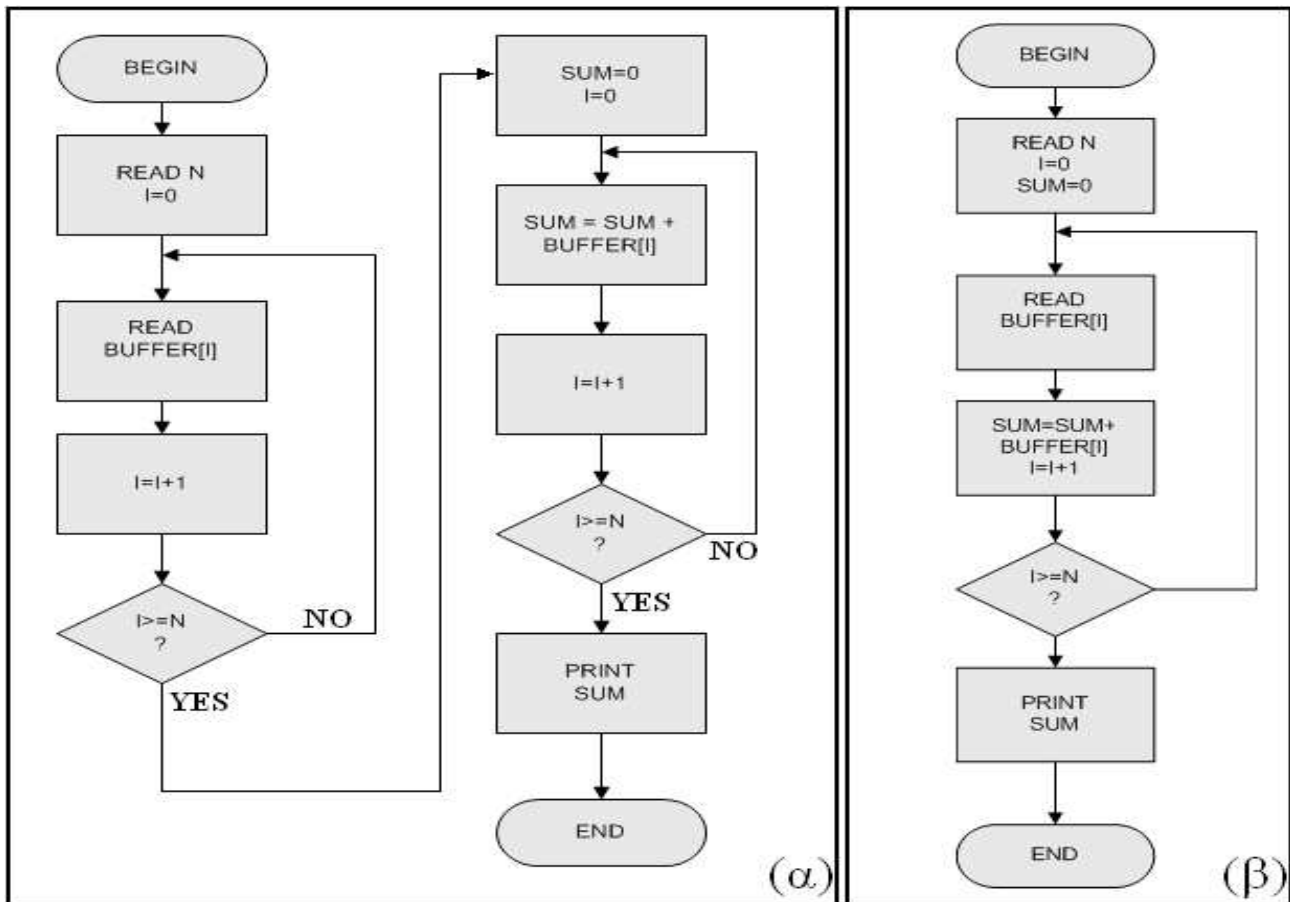 BEGIN
READ N
I=0
READ
BUFFER[I]
I=I+1
I>=N
?
NO
YES
SUM=0
I=0
SUM = SUM +
BUFFER[I]
I=I+1
I>=N
?
NO
YES
PRINT
SUM
END
(α)
BEGIN
READ N
I=0
SUM=0
READ
BUFFER[I]
SUM=SUM+
BUFFER[I]
I=I+1
I>=N
?
PRINT
SUM
END
(β)